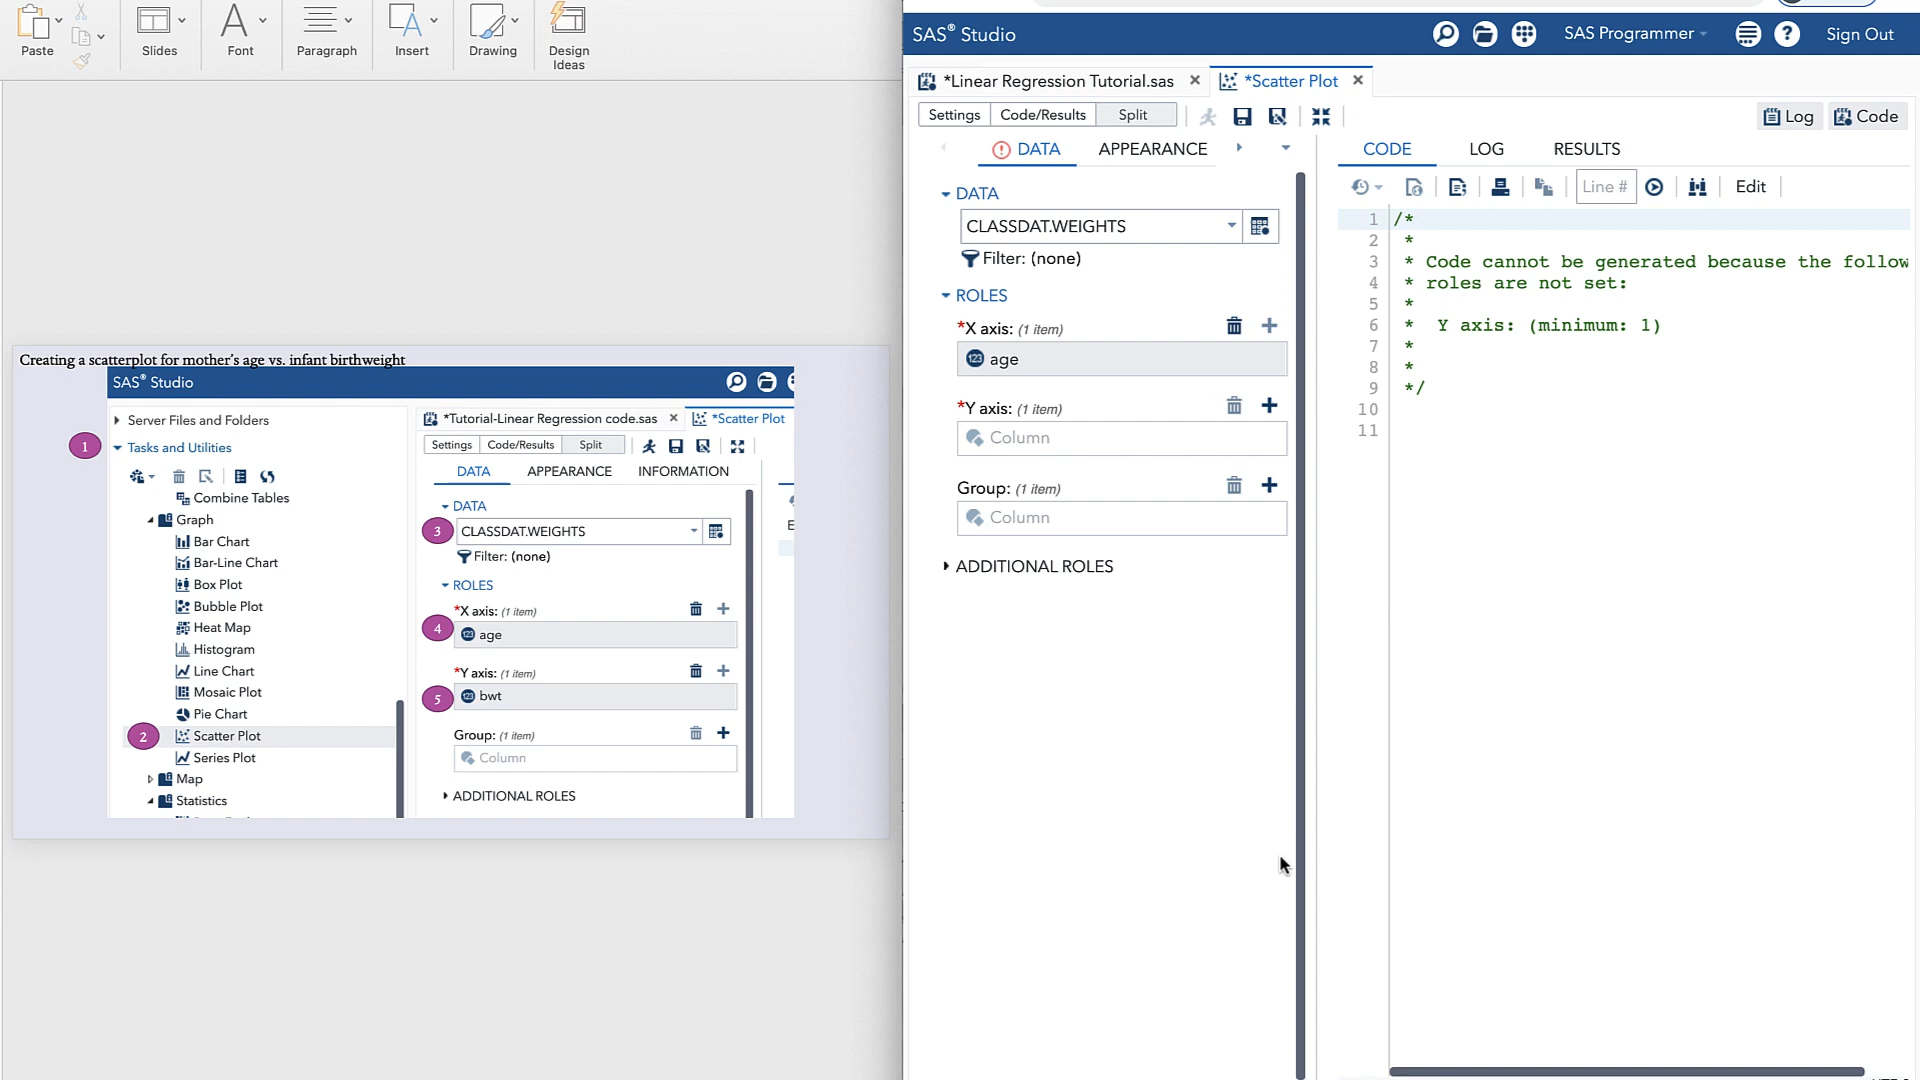 Paste
Slides
Font
Paragraph
Insert
Drawing
Design
Ideas
Creating a scatterplot for mother's age vs. infant birthweight
SAS® Studio
Server Files and Folders
1
Tasks and Utilities
Combine Tables
Graph
Bar Chart
Bar-Line Chart
Box Plot
Bubble Plot
Heat Map
Histogram
Line Chart
Mosaic Plot
Pie Chart
2
Scatter Plot
Series Plot
Map
Statistics
*Tutorial-Linear Regression code.sas
*Scatter Plot
Settings Code/Results Split
DATA APPEARANCE INFORMATION
DATA
3
CLASSDAT.WEIGHTS
Filter: (none)
ROLES
*X axis: (1 item)
4
123 age
*Y axis: (1 item)
5
123 bwt
Group: (1 item)
Column
ADDITIONAL ROLES
SAS® Studio
SAS Programmer
? Sign Out
*Linear Regression Tutorial.sas
*Scatter Plot
Settings Code/Results Split
Log Code
DATA APPEARANCE
DATA
CLASSDAT.WEIGHTS
Filter: (none)
ROLES
*X axis: (1 item)
123 age
*Y axis: (1 item)
Column
Group: (1 item)
Column
ADDITIONAL ROLES
CODE LOG RESULTS
Line # Edit
1 /*
2 *
3 * Code cannot be generated because the follow
4 * roles are not set:
5 *
6 * Y axis: (minimum: 1)
7 *
8 *
9 */
10
11